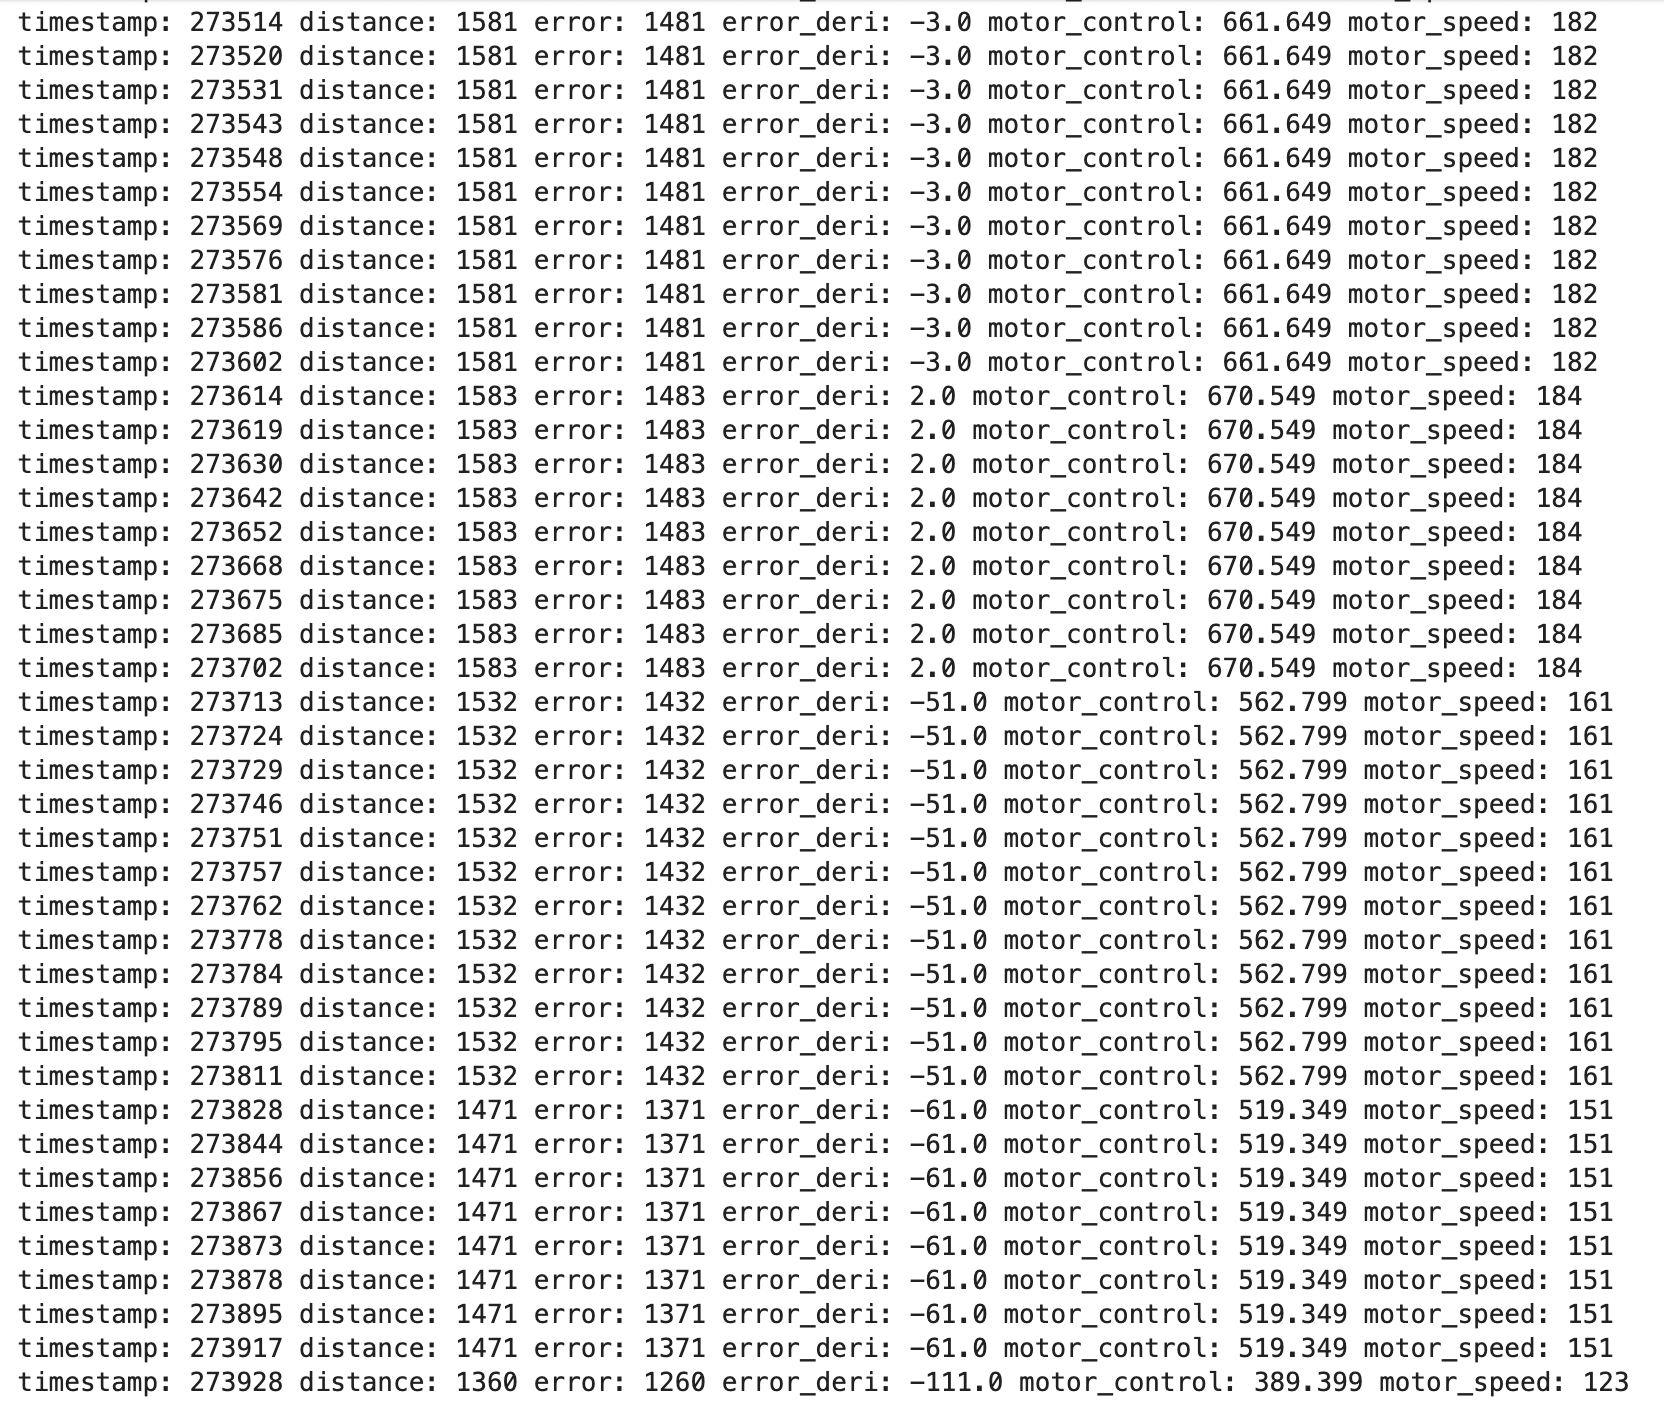 timestamp: 273514 distance: 1581 error: 1481 error_deri: -3.0 motor_control: 661.649 motor_speed: 182
timestamp: 273520 distance: 1581 error: 1481 error_deri: -3.0 motor_control: 661.649 motor_speed: 182
timestamp: 273531 distance: 1581 error: 1481 error_deri: -3.0 motor_control: 661.649 motor_speed: 182
timestamp: 273543 distance: 1581 error: 1481 error_deri: -3.0 motor_control: 661.649 motor_speed: 182
timestamp: 273548 distance: 1581 error: 1481 error_deri: -3.0 motor_control: 661.649 motor_speed: 182
timestamp: 273554 distance: 1581 error: 1481 error_deri: -3.0 motor_control: 661.649 motor_speed: 182
timestamp: 273569 distance: 1581 error: 1481 error_deri: -3.0 motor_control: 661.649 motor_speed: 182
timestamp: 273576 distance: 1581 error: 1481 error_deri: -3.0 motor_control: 661.649 motor_speed: 182
timestamp: 273581 distance: 1581 error: 1481 error_deri: -3.0 motor_control: 661.649 motor_speed: 182
timestamp: 273586 distance: 1581 error: 1481 error_deri: -3.0 motor_control: 661.649 motor_speed: 182
timestamp: 273602 distance: 1581 error: 1481 error_deri: -3.0 motor_control: 661.649 motor_speed: 182
timestamp: 273614 distance: 1583 error: 1483 error_deri: 2.0 motor_control: 670.549 motor_speed: 184
timestamp: 273619 distance: 1583 error: 1483 error_deri: 2.0 motor_control: 670.549 motor_speed: 184
timestamp: 273630 distance: 1583 error: 1483 error_deri: 2.0 motor_control: 670.549 motor_speed: 184
timestamp: 273642 distance: 1583 error: 1483 error_deri: 2.0 motor_control: 670.549 motor_speed: 184
timestamp: 273652 distance: 1583 error: 1483 error_deri: 2.0 motor_control: 670.549 motor_speed: 184
timestamp: 273668 distance: 1583 error: 1483 error_deri: 2.0 motor_control: 670.549 motor_speed: 184
timestamp: 273675 distance: 1583 error: 1483 error_deri: 2.0 motor_control: 670.549 motor_speed: 184
timestamp: 273685 distance: 1583 error: 1483 error_deri: 2.0 motor_control: 670.549 motor_speed: 184
timestamp: 273702 distance: 1583 error: 1483 error_deri: 2.0 motor_control: 670.549 motor_speed: 184
timestamp: 273713 distance: 1532 error: 1432 error_deri: -51.0 motor_control: 562.799 motor_speed: 161
timestamp: 273724 distance: 1532 error: 1432 error_deri: -51.0 motor_control: 562.799 motor_speed: 161
timestamp: 273729 distance: 1532 error: 1432 error_deri: -51.0 motor_control: 562.799 motor_speed: 161
timestamp: 273746 distance: 1532 error: 1432 error_deri: -51.0 motor_control: 562.799 motor_speed: 161
timestamp: 273751 distance: 1532 error: 1432 error_deri: -51.0 motor_control: 562.799 motor_speed: 161
timestamp: 273757 distance: 1532 error: 1432 error_deri: -51.0 motor_control: 562.799 motor_speed: 161
timestamp: 273762 distance: 1532 error: 1432 error_deri: -51.0 motor_control: 562.799 motor_speed: 161
timestamp: 273778 distance: 1532 error: 1432 error_deri: -51.0 motor_control: 562.799 motor_speed: 161
timestamp: 273784 distance: 1532 error: 1432 error_deri: -51.0 motor_control: 562.799 motor_speed: 161
timestamp: 273789 distance: 1532 error: 1432 error_deri: -51.0 motor_control: 562.799 motor_speed: 161
timestamp: 273795 distance: 1532 error: 1432 error_deri: -51.0 motor_control: 562.799 motor_speed: 161
timestamp: 273811 distance: 1532 error: 1432 error_deri: -51.0 motor_control: 562.799 motor_speed: 161
timestamp: 273828 distance: 1471 error: 1371 error_deri: -61.0 motor_control: 519.349 motor_speed: 151
timestamp: 273844 distance: 1471 error: 1371 error_deri: -61.0 motor_control: 519.349 motor_speed: 151
timestamp: 273856 distance: 1471 error: 1371 error_deri: -61.0 motor_control: 519.349 motor_speed: 151
timestamp: 273867 distance: 1471 error: 1371 error_deri: -61.0 motor_control: 519.349 motor_speed: 151
timestamp: 273873 distance: 1471 error: 1371 error_deri: -61.0 motor_control: 519.349 motor_speed: 151
timestamp: 273878 distance: 1471 error: 1371 error_deri: -61.0 motor_control: 519.349 motor_speed: 151
timestamp: 273895 distance: 1471 error: 1371 error_deri: -61.0 motor_control: 519.349 motor_speed: 151
timestamp: 273917 distance: 1471 error: 1371 error_deri: -61.0 motor_control: 519.349 motor_speed: 151
timestamp: 273928 distance: 1360 error: 1260 error_deri: -111.0 motor_control: 389.399 motor_speed: 123